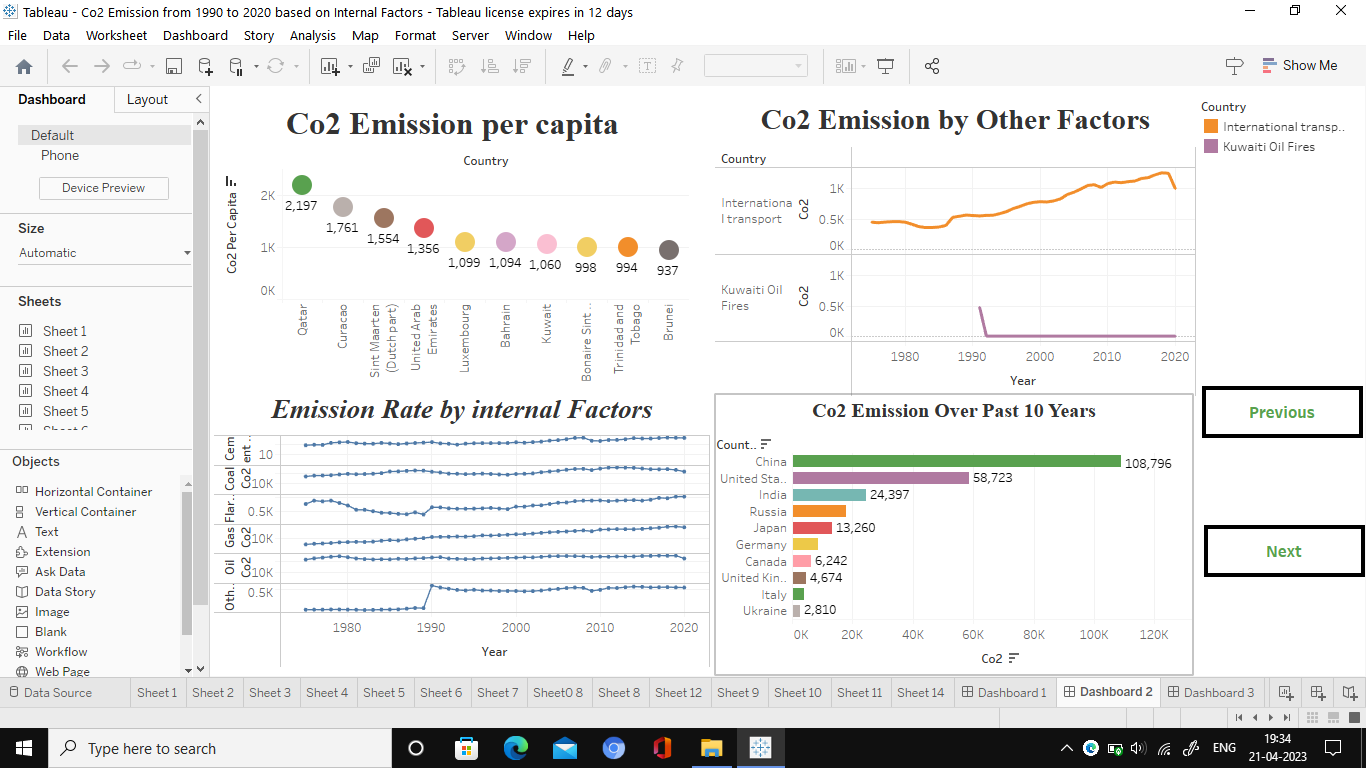 Tableau - Co2 Emission from 1990 to 2020 based on Internal Factors - Tableau license expires in 12 days
File Data Worksheet Dashboard Story Analysis Map Format Server Window Help
Show Me
Dashboard Layout
Default
Phone
Device Preview
Size
Automatic
Sheets
Sheet 1
Sheet 2
Sheet 3
Sheet 4
Sheet 5
Objects
Horizontal Container
Vertical Container
Text
Extension
Ask Data
Data Story
Image
Blank
Workflow
Web Page
Co2 Emission per capita
Country
Co2 Per Capita
2K
1K
0K
2,197
1,761
1,554
1,356
1,099
1,094
1,060
998
994
937
Qatar
Curacao
Sint Maarten
(Dutch part)
United Arab
Emirates
Luxembourg
Bahrain
Kuwait
Bonaire Sint ..
Trinidad and
Tobago
Brunei
Co2 Emission by Other Factors
Country
Internationa
l transport
Co2
1K
0.5K
0K
Kuwaiti Oil
Fires
Co2
1K
0.5K
0K
1980 1990 2000 2010 2020
Year
Country
International transp..
Kuwaiti Oil Fires
Emission Rate by internal Factors
Cem
ent ..
10
Coal
Co2
10K
Flar..
0.5K
Gas
Co2
10K
Oil
Co2
10K
Oth..
0.5K
1980 1990 2000 2010 2020
Year
Co2 Emission Over Past 10 Years
Count..
China 108,796
United Sta.. 58,723
India 24,397
Russia
Japan 13,260
Germany
Canada 6,242
United Kin.. 4,674
Italy
Ukraine 2,810
0K 20K 40K 60K 80K 100K 120K
Co2
Previous
Next
Data Source Sheet 1 Sheet 2 Sheet 3 Sheet 4 Sheet 5 Sheet 6 Sheet 7 Sheet0 8 Sheet 8 Sheet 12 Sheet 9 Sheet 10 Sheet 11 Sheet 14 Dashboard 1 Dashboard 2 Dashboard 3
Type here to search
ENG
19:34
21-04-2023